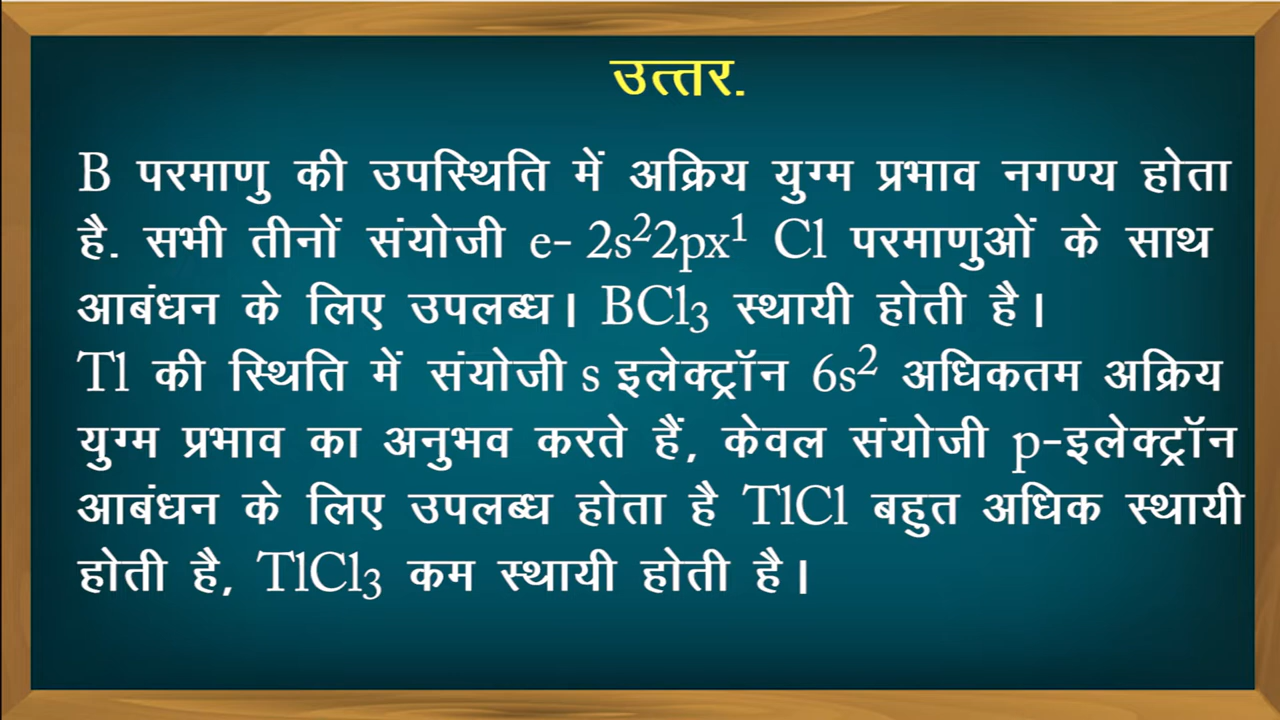 उत्तर.
B परमाणु की उपस्थिति में अक्रिय युग्म प्रभाव नगण्य होता
है. सभी तीनों संयोजी e- 2s²2px¹ Cl परमाणुओं के साथ
आबंधन के लिए उपलब्ध। BCl₃ स्थायी होती है।
Tl की स्थिति में संयोजी s इलेक्ट्रॉन 6s² अधिकतम अक्रिय
युग्म प्रभाव का अनुभव करते हैं, केवल संयोजी p-इलेक्ट्रॉन
आबंधन के लिए उपलब्ध होता है TlCl बहुत अधिक स्थायी
होती है, TlCl₃ कम स्थायी होती है।